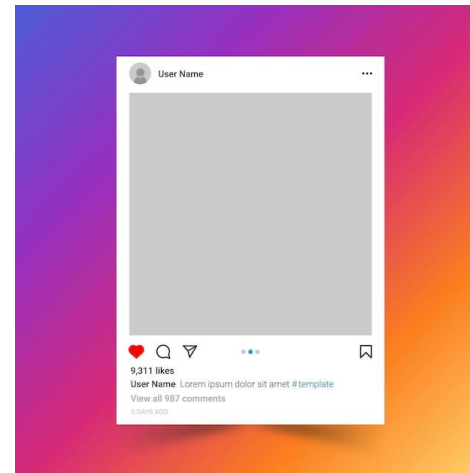 User Name
9,311 likes
User Name Lorem ipsum dolor sit amet #template
View all 987 comments
5 DAYS AGO